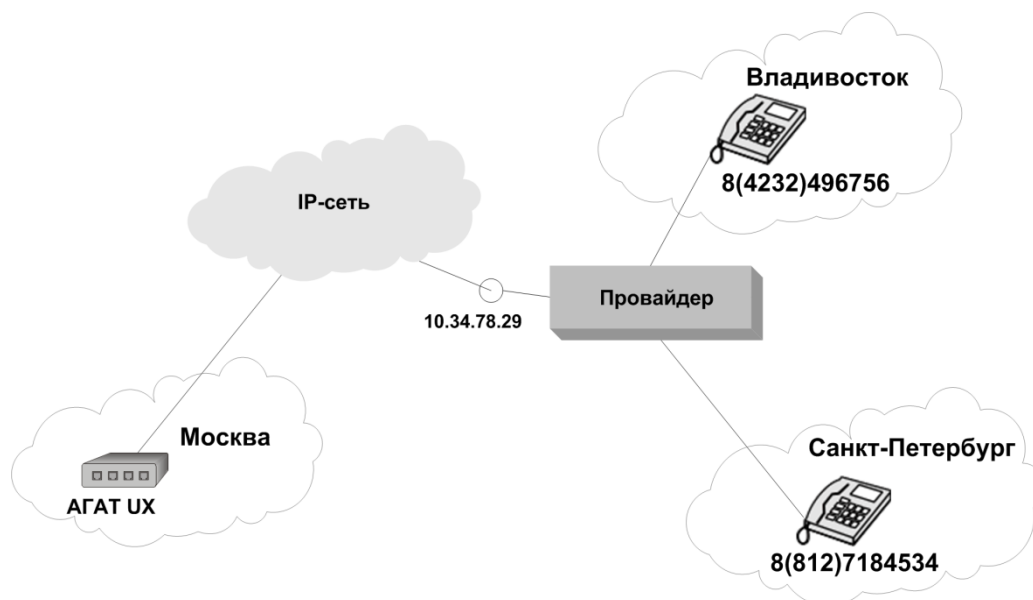 Владивосток
8(4232)496756
IP-сеть
Провайдер
10.34.78.29
Москва
АГАТ UX
Санкт-Петербург
8(812)7184534